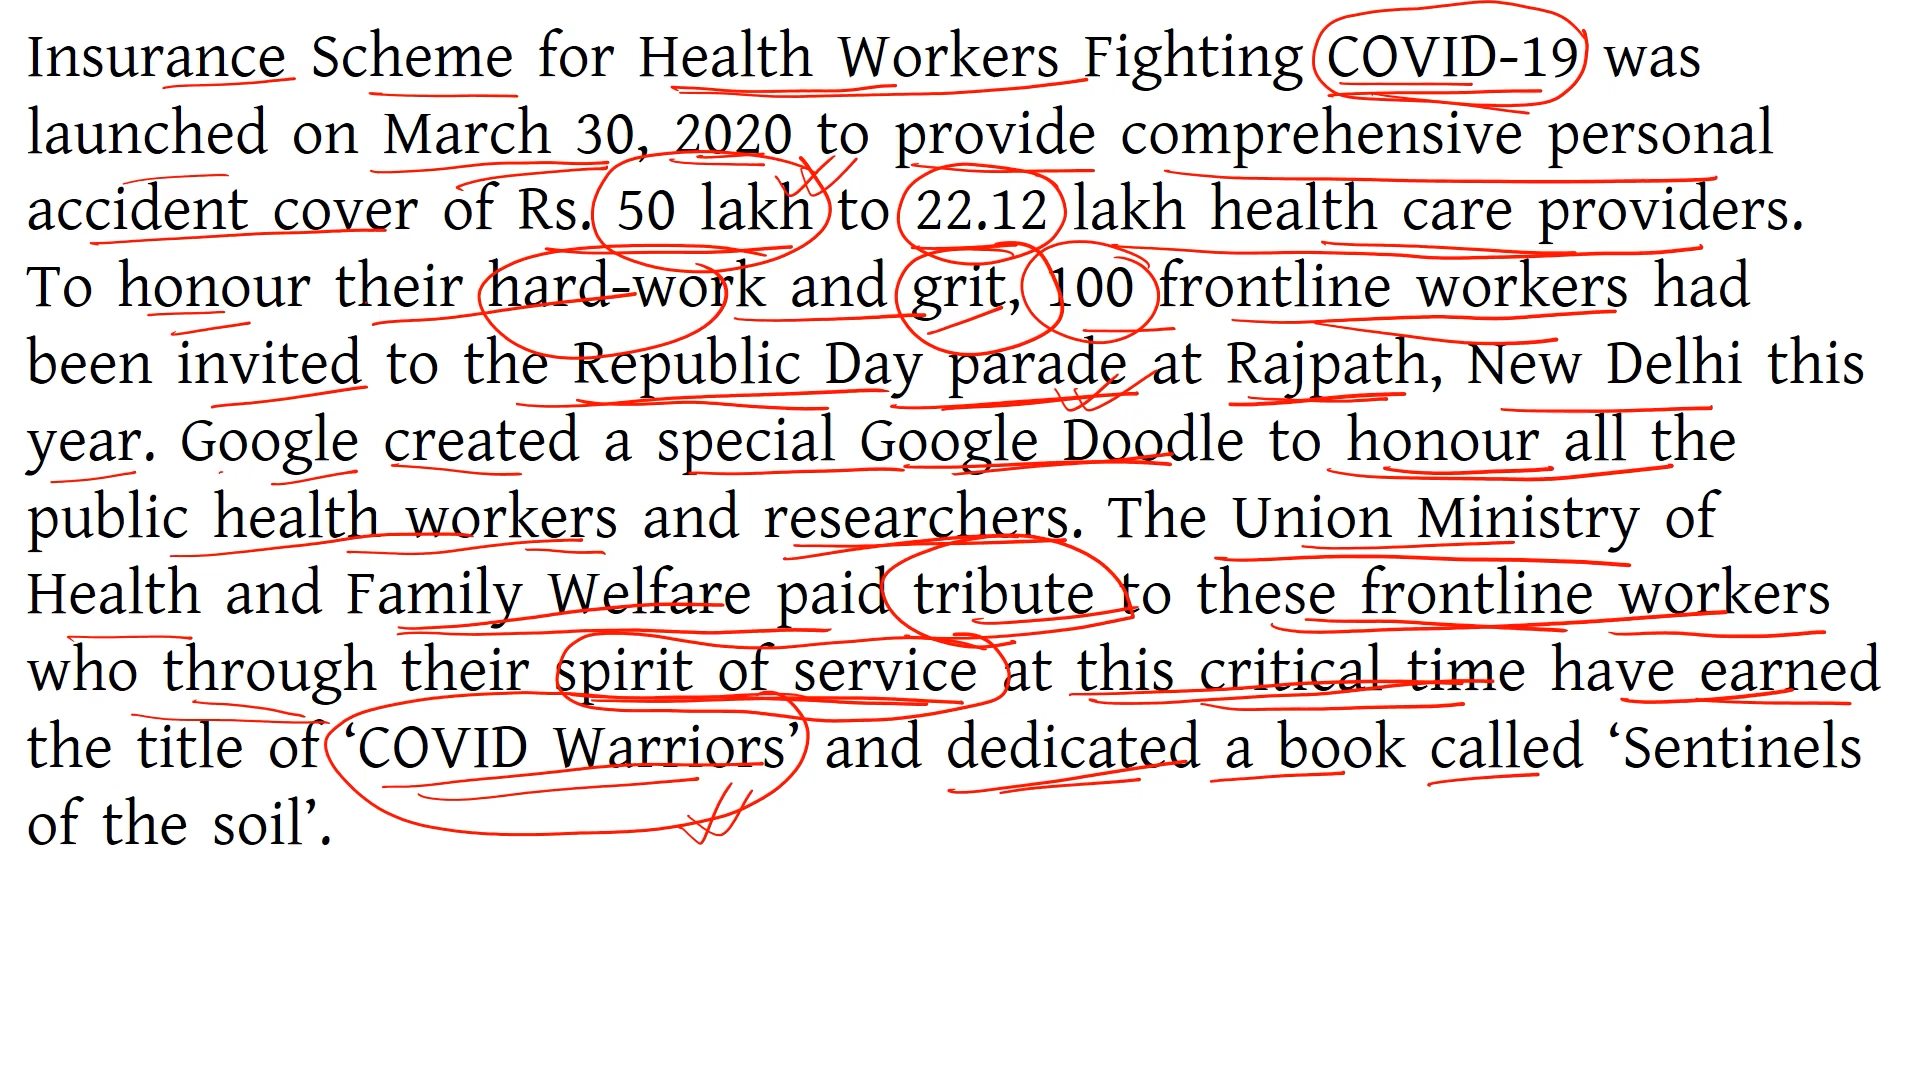 Insurance Scheme for Health Workers Fighting COVID-19 was
launched on March 30, 2020 to provide comprehensive personal
accident cover of Rs. 50 lakh to 22.12 lakh health care providers.
To honour their hard-work and grit, 100 frontline workers had
been invited to the Republic Day parade at Rajpath, New Delhi this
year. Google created a special Google Doodle to honour all the
public health workers and researchers. The Union Ministry of
Health and Family Welfare paid tribute to these frontline workers
who through their spirit of service at this critical time have earned
the title of ‘COVID Warriors’ and dedicated a book called ‘Sentinels
of the soil’.